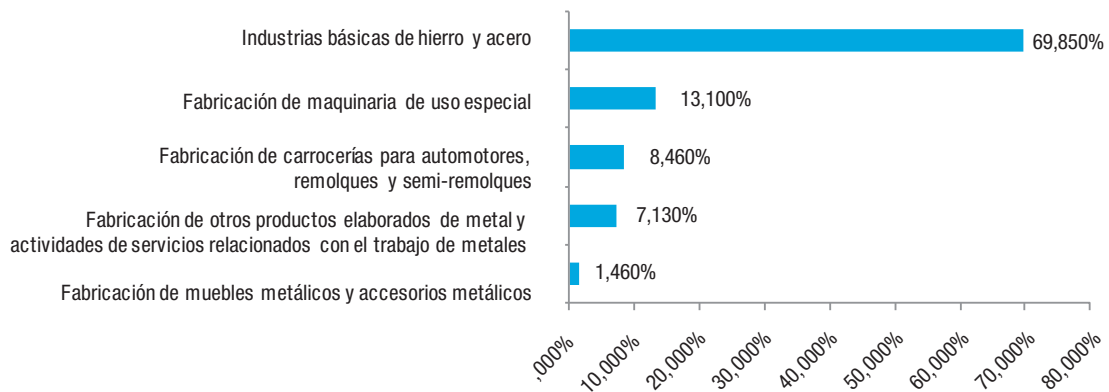 Industrias básicas de hierro y acero
69,850%
Fabricación de maquinaria de uso especial
13,100%
Fabricación de carrocerías para automotores,
remolques y semi-remolques
8,460%
Fabricación de otros productos elaborados de metal y
actividades de servicios relacionados con el trabajo de metales
7,130%
Fabricación de muebles metálicos y accesorios metálicos
1,460%
,000%
10,000%
20,000%
30,000%
40,000%
50,000%
60,000%
70,000%
80,000%